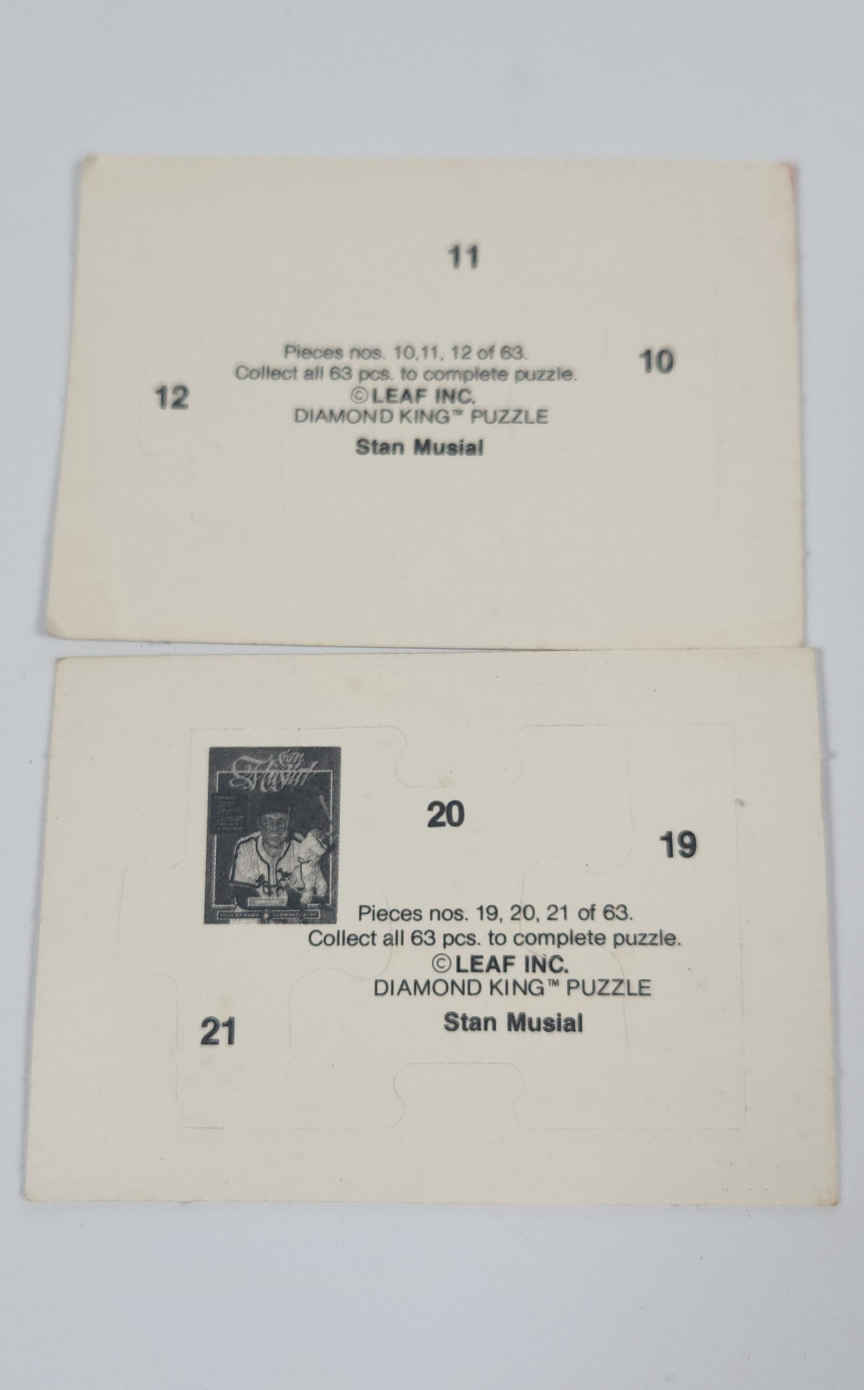 11
Pieces nos. 10,11, 12 of 63.
10
Collect all 63 pcs. to complete puzzle.
12
© LEAF INC.
DIAMOND KING™ PUZZLE
Stan Musial
Stan
Musial
20
19
Pieces nos. 19, 20, 21 of 63.
Collect all 63 pcs. to complete puzzle.
© LEAF INC.
DIAMOND KING™ PUZZLE
21
Stan Musial